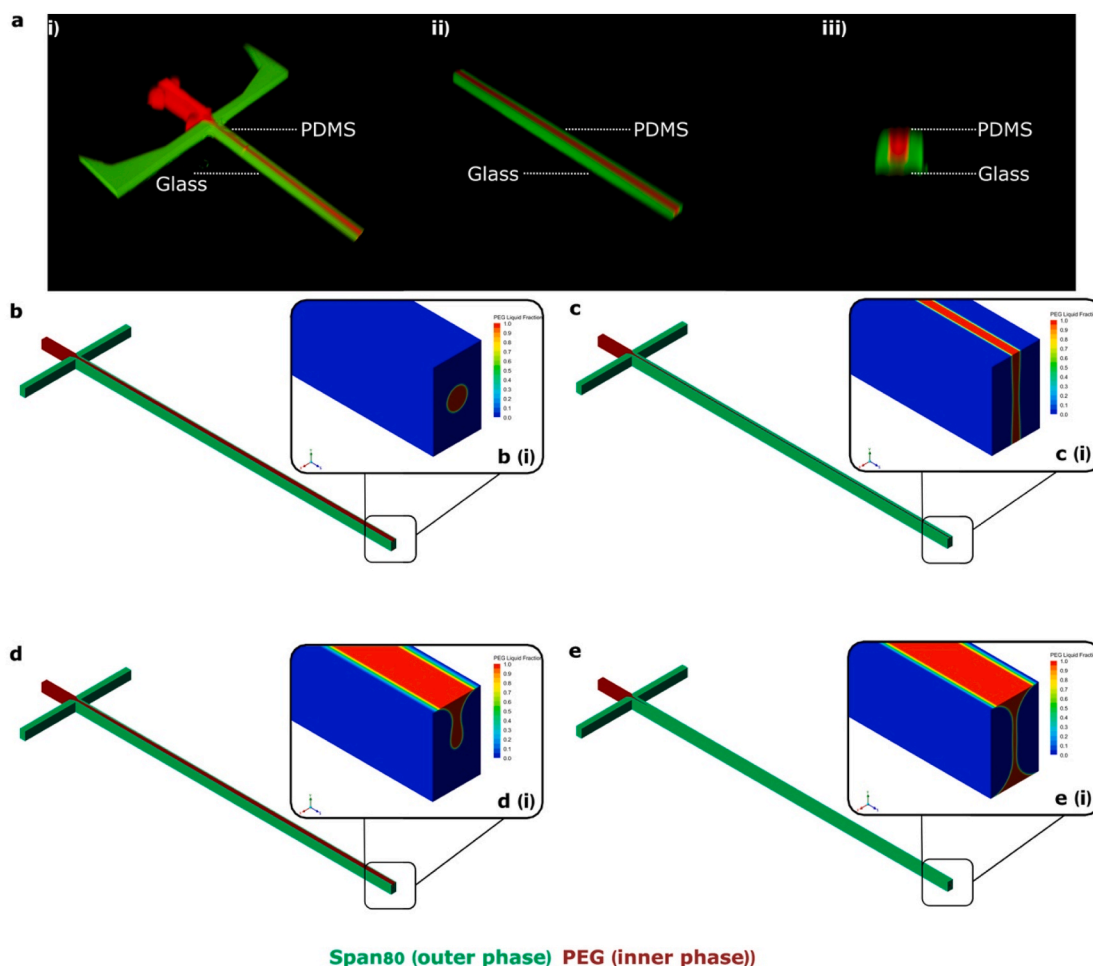 a
i)
ii)
iii)
PDMS
PDMS
PDMS
Glass
Glass
Glass
b
PEG Liquid Fraction
1.0
0.9
0.8
0.7
0.6
0.5
0.4
0.3
0.2
0.1
0.0
b (i)
c
PEG Liquid Fraction
1.0
0.9
0.8
0.7
0.6
0.5
0.4
0.3
0.2
0.1
0.0
c (i)
d
PEG Liquid Fraction
1.0
0.9
0.8
0.7
0.6
0.5
0.4
0.3
0.2
0.1
0.0
d (i)
e
PEG Liquid Fraction
1.0
0.9
0.8
0.7
0.6
0.5
0.4
0.3
0.2
0.1
0.0
e (i)
Span80 (outer phase) PEG (inner phase))